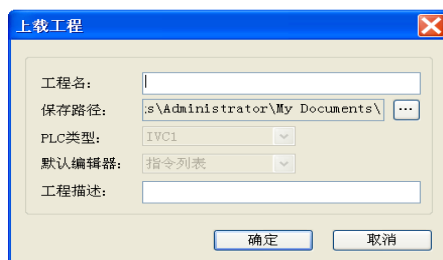 上载工程
工程名:
保存路径: :s\Administrator\My Documents\ ...
PLC类型: IVC1
默认编辑器: 指令列表
工程描述:
确定 取消